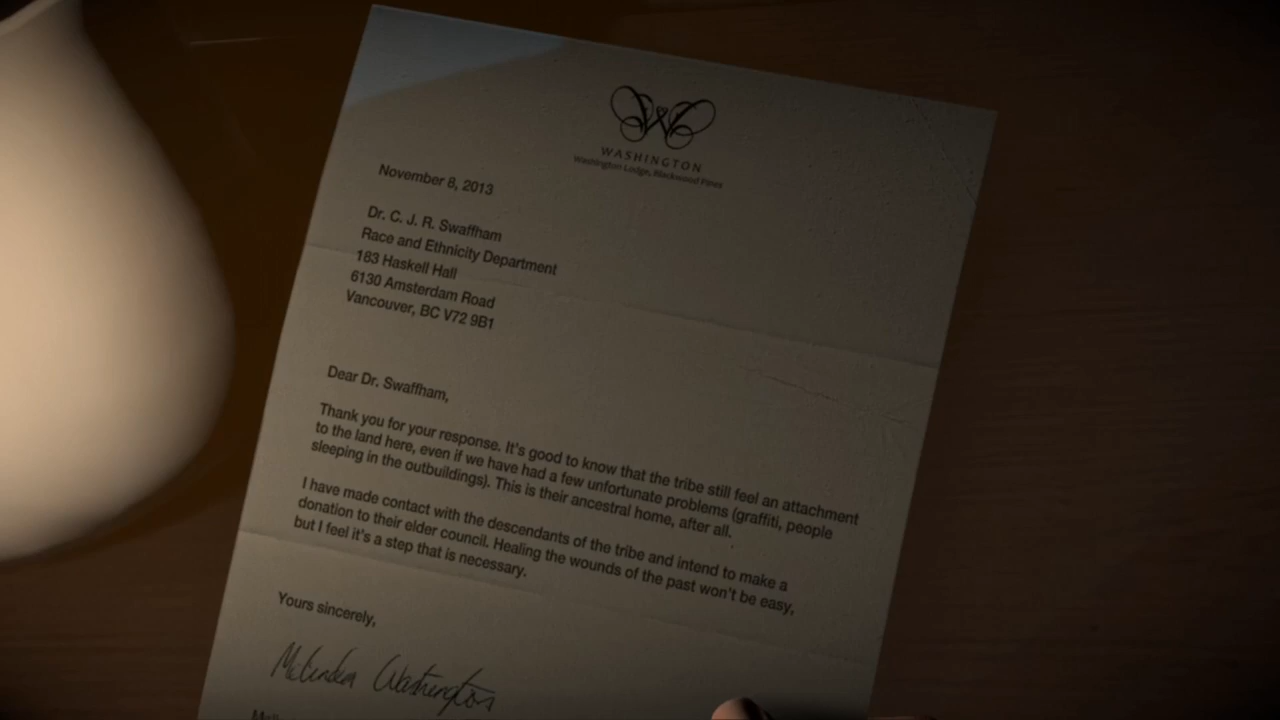 WASHINGTON
Washington Lodge, Blackwood Pines
November 8, 2013
Dr. C. J. R. Swaffham
Race and Ethnicity Department
183 Haskell Hall
6130 Amsterdam Road
Vancouver, BC V72 9B1
Dear Dr. Swaffham,
Thank you for your response. It's good to know that the tribe still feel an attachment
to the land here, even if we have had a few unfortunate problems (graffiti, people
sleeping in the outbuildings). This is their ancestral home, after all.
I have made contact with the descendants of the tribe and intend to make a
donation to their elder council. Healing the wounds of the past won't be easy,
but I feel it's a step that is necessary.
Yours sincerely,
Melinda Washington